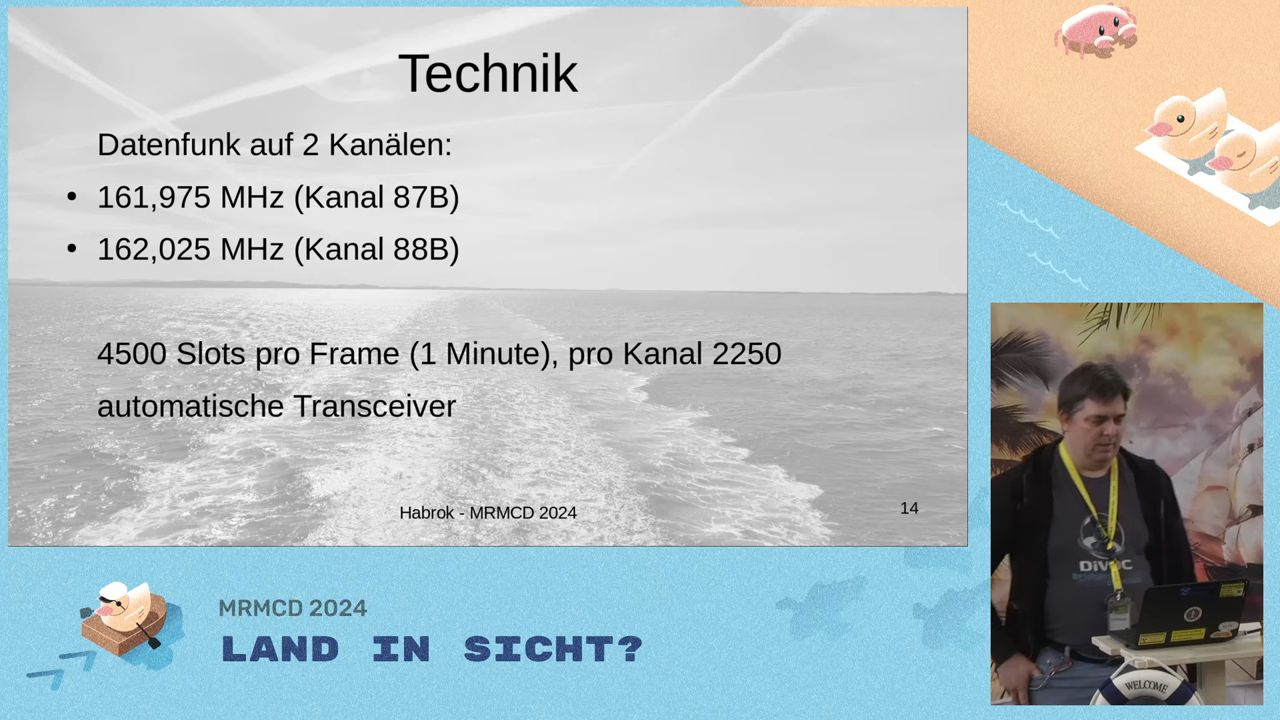 Technik
Datenfunk auf 2 Kanälen:
• 161,975 MHz (Kanal 87B)
• 162,025 MHz (Kanal 88B)
4500 Slots pro Frame (1 Minute), pro Kanal 2250
automatische Transceiver
Habrok - MRMCD 2024
14
DiVOC
WELCOME
MRMCD 2024
LAND IN SICHT?